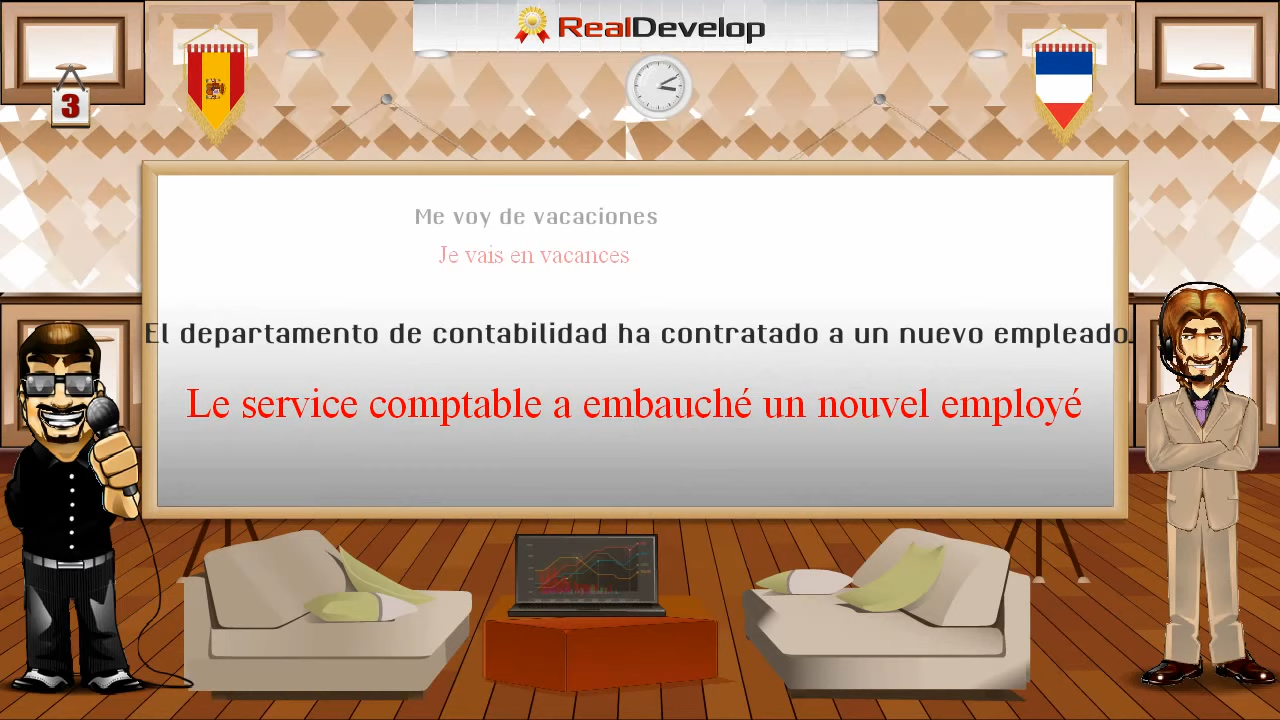 RealDevelop
3
Me voy de vacaciones
Je vais en vacances
El departamento de contabilidad ha contratado a un nuevo empleado.
Le service comptable a embauché un nouvel employé